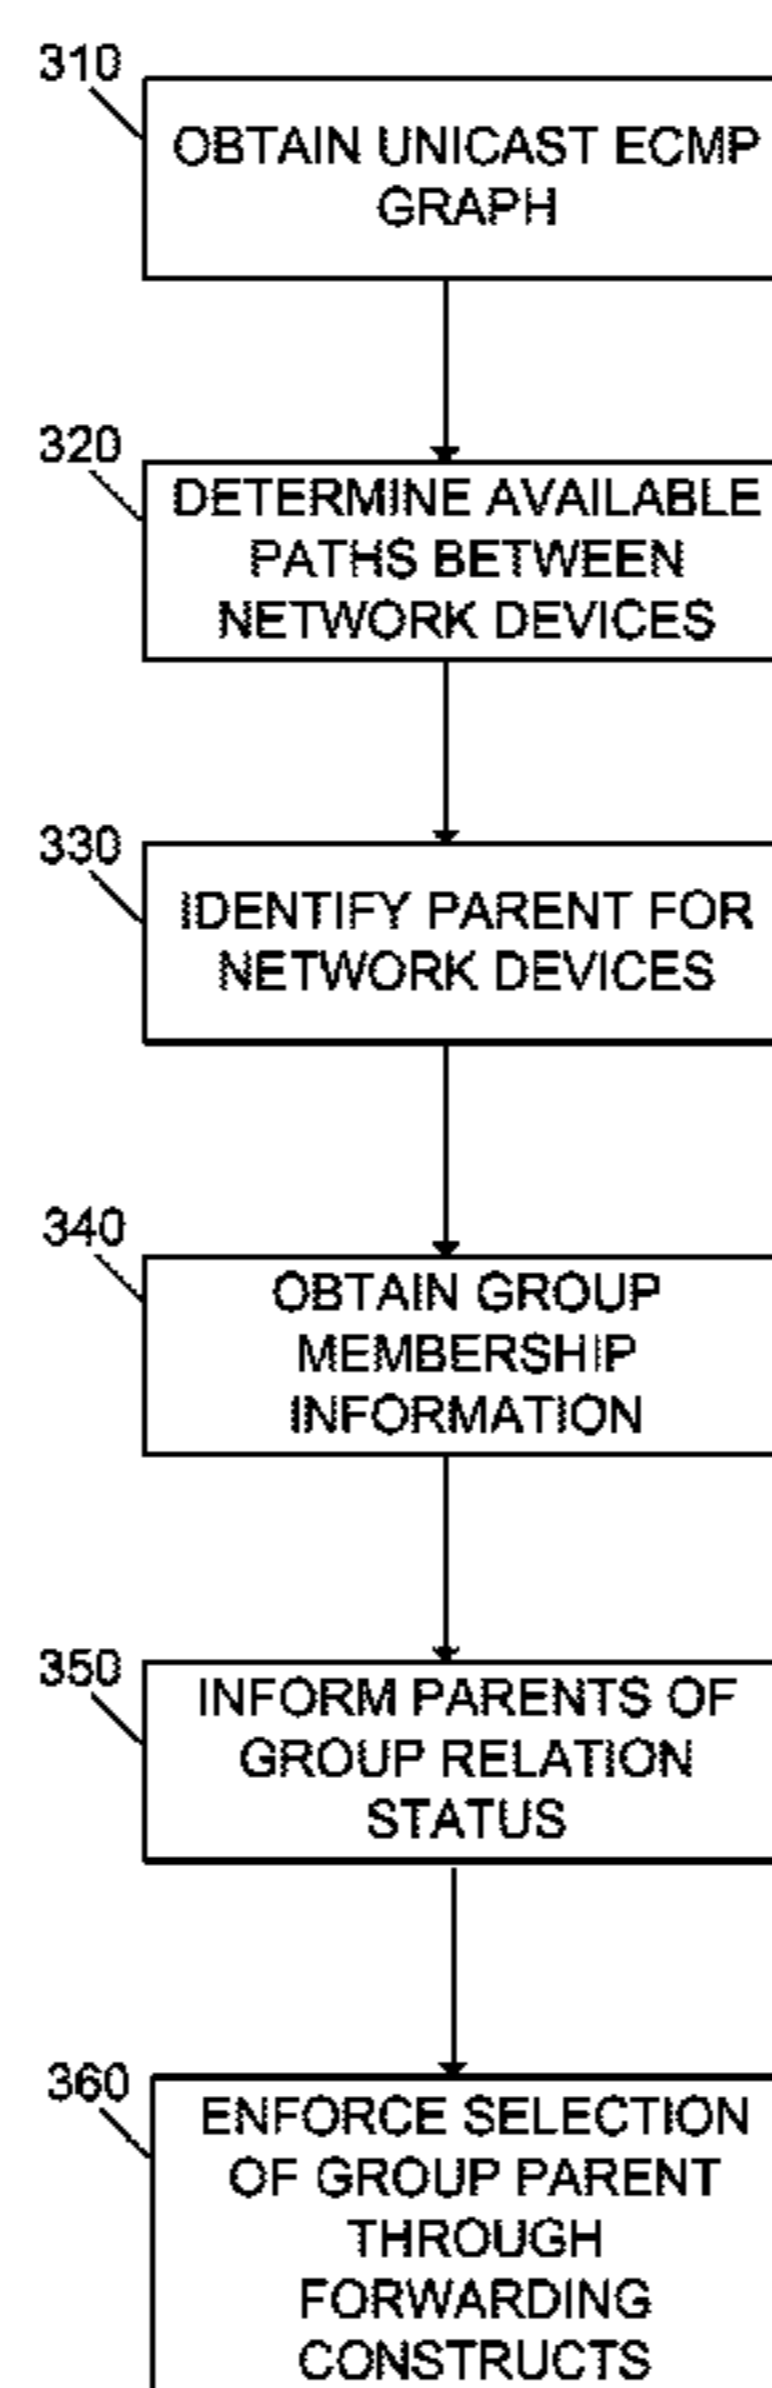 310
OBTAIN UNICAST ECMP
GRAPH
320
DETERMINE AVAILABLE
PATHS BETWEEN
NETWORK DEVICES
330
IDENTIFY PARENT FOR
NETWORK DEVICES
340
OBTAIN GROUP
MEMBERSHIP
INFORMATION
350
INFORM PARENTS OF
GROUP RELATION
STATUS
360
ENFORCE SELECTION
OF GROUP PARENT
THROUGH
FORWARDING
CONSTRUCTS